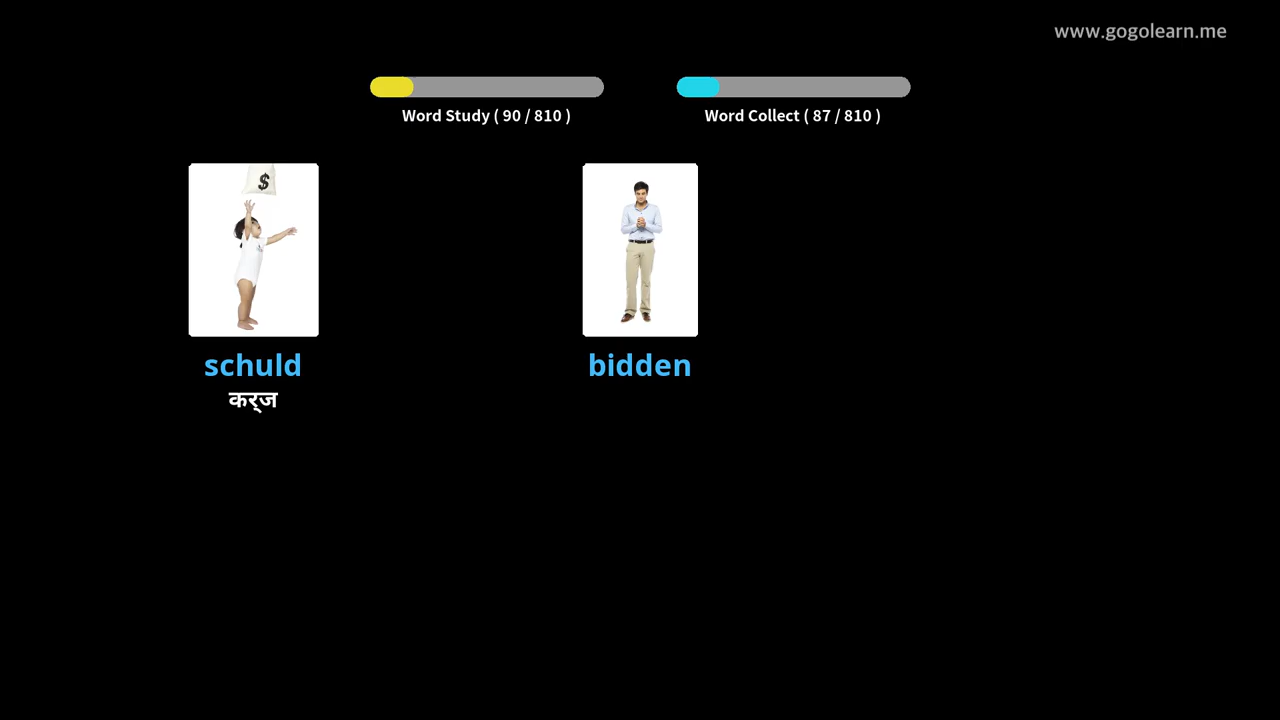 www.gogolearn.me
Word Study ( 90 / 810 )
Word Collect ( 87 / 810 )
$
schuld
कर्ज
bidden